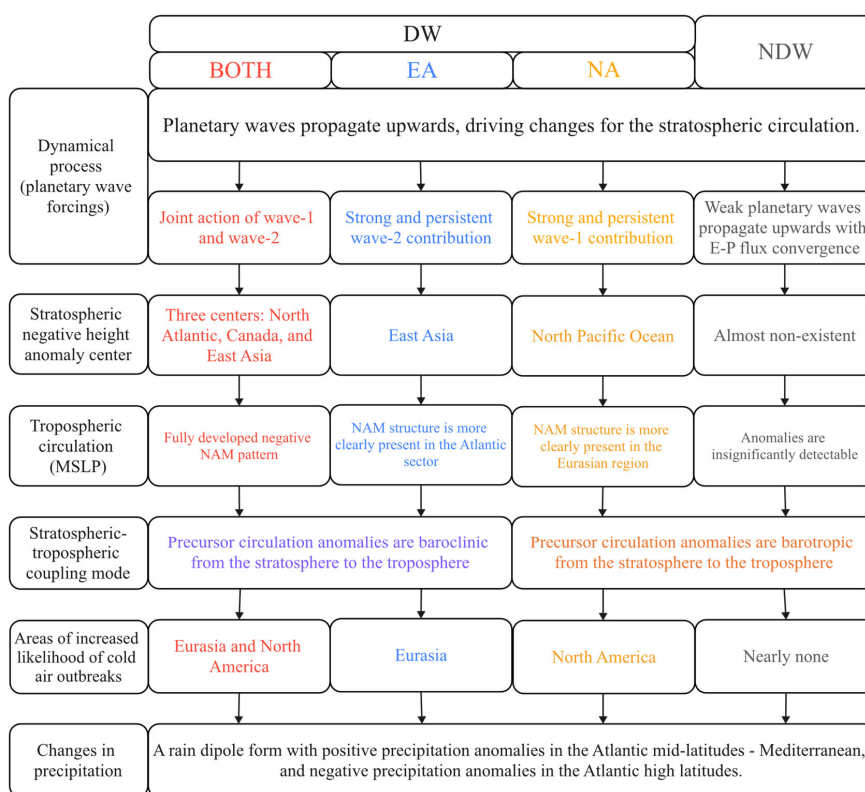 DW
NDW
BOTH
EA
NA
Dynamical
process
(planetary wave
forcings)
Planetary waves propagate upwards, driving changes for the stratospheric circulation.
Joint action of wave-1
and wave-2
Strong and persistent
wave-2 contribution
Strong and persistent
wave-1 contribution
Weak planetary waves
propagate upwards with
E-P flux convergence
Stratospheric
negative height
anomaly center
Three centers: North
Atlantic, Canada, and
East Asia
East Asia
North Pacific Ocean
Almost non-existent
Tropospheric
circulation
(MSLP)
Fully developed negative
NAM pattern
NAM structure is more
clearly present in the Atlantic
sector
NAM structure is more
clearly present in the
Eurasian region
Anomalies are
insignificantly detectable
Stratospheric-
tropospheric
coupling mode
Precursor circulation anomalies are baroclinic
from the stratosphere to the troposphere
Precursor circulation anomalies are barotropic
from the stratosphere to the troposphere
Areas of increased
likelihood of cold
air outbreaks
Eurasia and North
America
Eurasia
North America
Nearly none
Changes in
precipitation
A rain dipole form with positive precipitation anomalies in the Atlantic mid-latitudes - Mediterranean,
and negative precipitation anomalies in the Atlantic high latitudes.